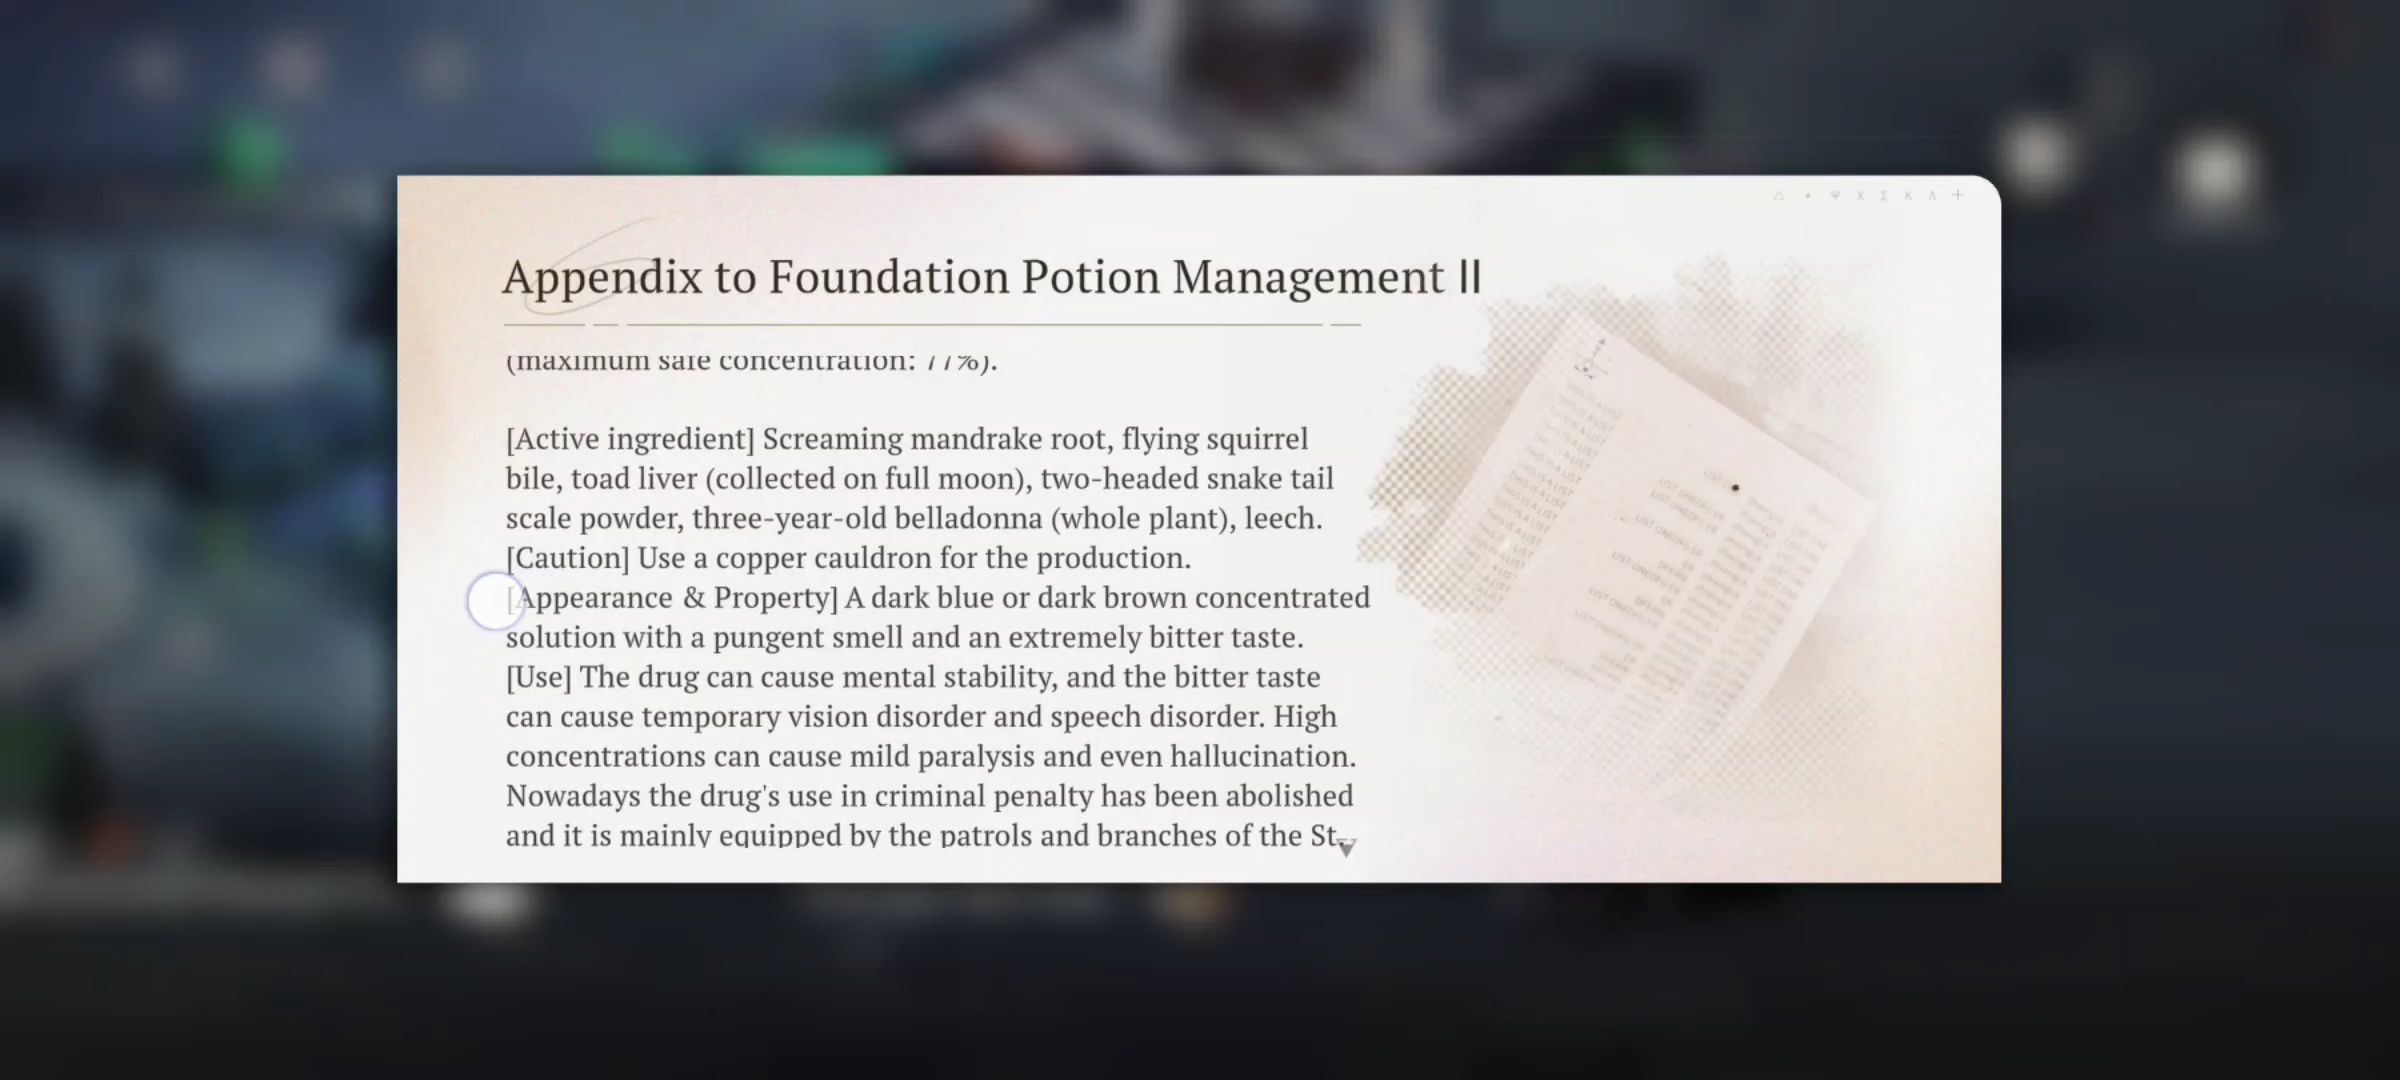 Appendix to Foundation Potion Management II
(maximum safe concentration: 77%).
[Active ingredient] Screaming mandrake root, flying squirrel
bile, toad liver (collected on full moon), two-headed snake tail
scale powder, three-year-old belladonna (whole plant), leech.
[Caution] Use a copper cauldron for the production.
[Appearance & Property] A dark blue or dark brown concentrated
solution with a pungent smell and an extremely bitter taste.
[Use] The drug can cause mental stability, and the bitter taste
can cause temporary vision disorder and speech disorder. High
concentrations can cause mild paralysis and even hallucination.
Nowadays the drug's use in criminal penalty has been abolished
and it is mainly equipped by the patrols and branches of the St.